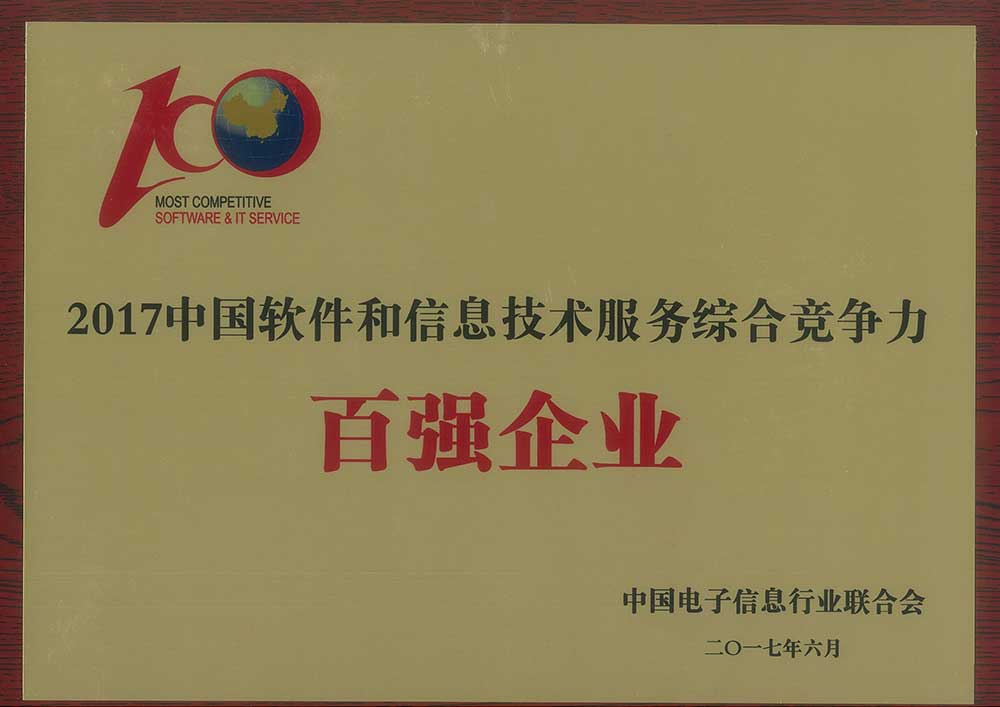 100
MOST COMPETITIVE
SOFTWARE & IT SERVICE
2017中国软件和信息技术服务综合竞争力
百强企业
中国电子信息行业联合会
二〇一七年六月